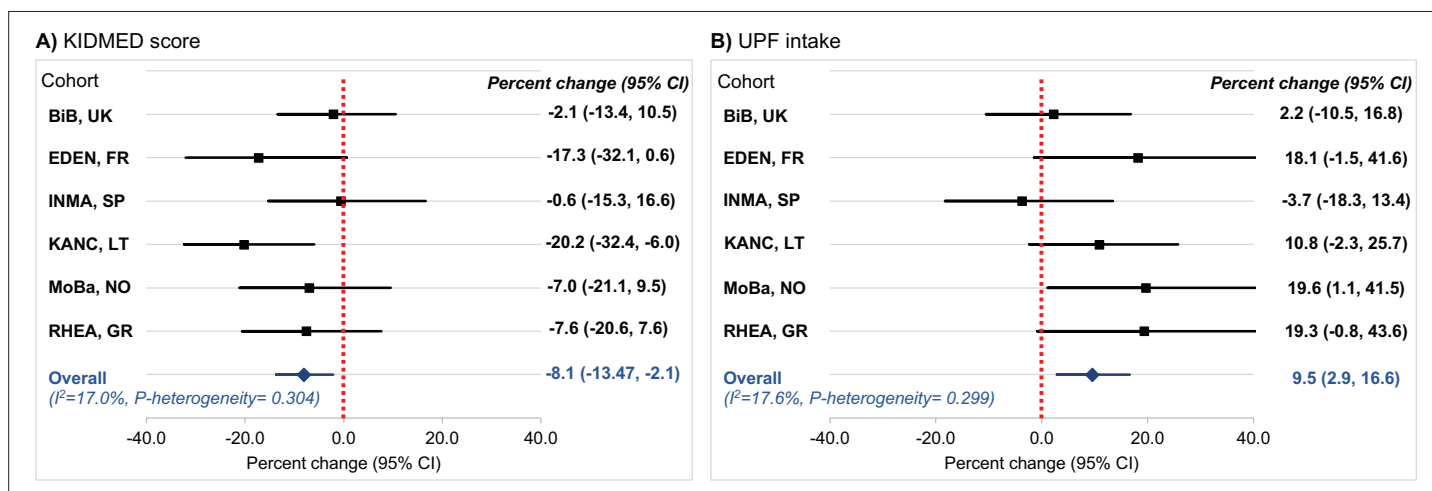 A) KIDMED score
Cohort Percent change (95% CI)
BiB, UK -2.1 (-13.4, 10.5)
EDEN, FR -17.3 (-32.1, 0.6)
INMA, SP -0.6 (-15.3, 16.6)
KANC, LT -20.2 (-32.4, -6.0)
MoBa, NO -7.0 (-21.1, 9.5)
RHEA, GR -7.6 (-20.6, 7.6)
Overall -8.1 (-13.47, -2.1)
(I²=17.0%, P-heterogeneity= 0.304)
-40.0 -20.0 0.0 20.0 40.0
Percent change (95% CI)
B) UPF intake
Cohort Percent change (95% CI)
BiB, UK 2.2 (-10.5, 16.8)
EDEN, FR 18.1 (-1.5, 41.6)
INMA, SP -3.7 (-18.3, 13.4)
KANC, LT 10.8 (-2.3, 25.7)
MoBa, NO 19.6 (1.1, 41.5)
RHEA, GR 19.3 (-0.8, 43.6)
Overall 9.5 (2.9, 16.6)
(I²=17.6%, P-heterogeneity= 0.299)
-40.0 -20.0 0.0 20.0 40.0
Percent change (95% CI)